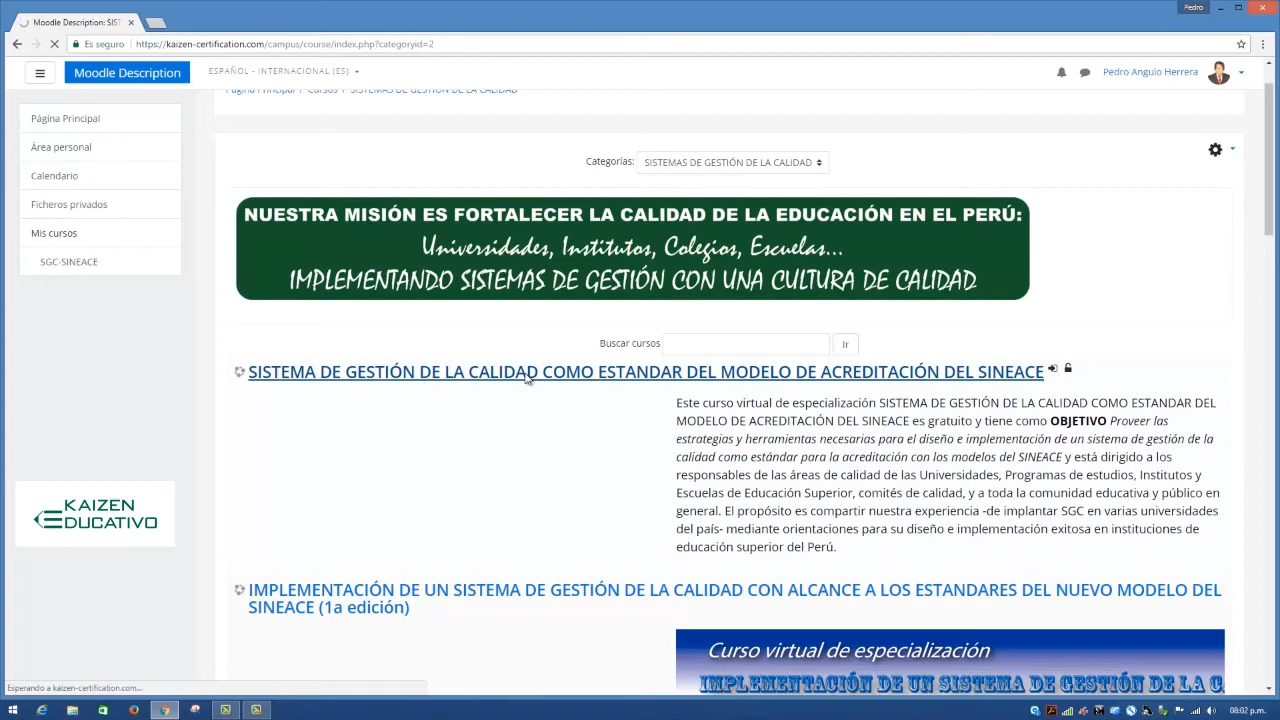 Pedro
Moodle Description: SIST
Es seguro
https://kaizen-certification.com/campus/course/index.php?categoryid=2
Moodle Description
ESPAÑOL - INTERNACIONAL (ES)
Pedro Angulo Herrera
Página Principal / Cursos / SISTEMAS DE GESTIÓN DE LA CALIDAD
Página Principal
Área personal
Calendario
Ficheros privados
Mis cursos
SGC-SINEACE
KAIZEN
EDUCATIVO
Categorías: SISTEMAS DE GESTIÓN DE LA CALIDAD
NUESTRA MISIÓN ES FORTALECER LA CALIDAD DE LA EDUCACIÓN EN EL PERÚ:
Universidades, Institutos, Colegios, Escuelas...
IMPLEMENTANDO SISTEMAS DE GESTIÓN CON UNA CULTURA DE CALIDAD
Buscar cursos
Ir
SISTEMA DE GESTIÓN DE LA CALIDAD COMO ESTANDAR DEL MODELO DE ACREDITACIÓN DEL SINEACE
Este curso virtual de especialización SISTEMA DE GESTIÓN DE LA CALIDAD COMO ESTANDAR DEL
MODELO DE ACREDITACIÓN DEL SINEACE es gratuito y tiene como OBJETIVO Proveer las
estrategias y herramientas necesarias para el diseño e implementación de un sistema de gestión de la
calidad como estándar para la acreditación con los modelos del SINEACE y está dirigido a los
responsables de las áreas de calidad de las Universidades, Programas de estudios, Institutos y
Escuelas de Educación Superior, comités de calidad, y a toda la comunidad educativa y público en
general. El propósito es compartir nuestra experiencia -de implantar SGC en varias universidades
del país- mediante orientaciones para su diseño e implementación exitosa en instituciones de
educación superior del Perú.
IMPLEMENTACIÓN DE UN SISTEMA DE GESTIÓN DE LA CALIDAD CON ALCANCE A LOS ESTANDARES DEL NUEVO MODELO DEL
SINEACE (1a edición)
Curso virtual de especialización
IMPLEMENTACIÓN DE UN SISTEMA DE GESTIÓN DE LA C
Esperando a kaizen-certification.com...
08:02 p.m.